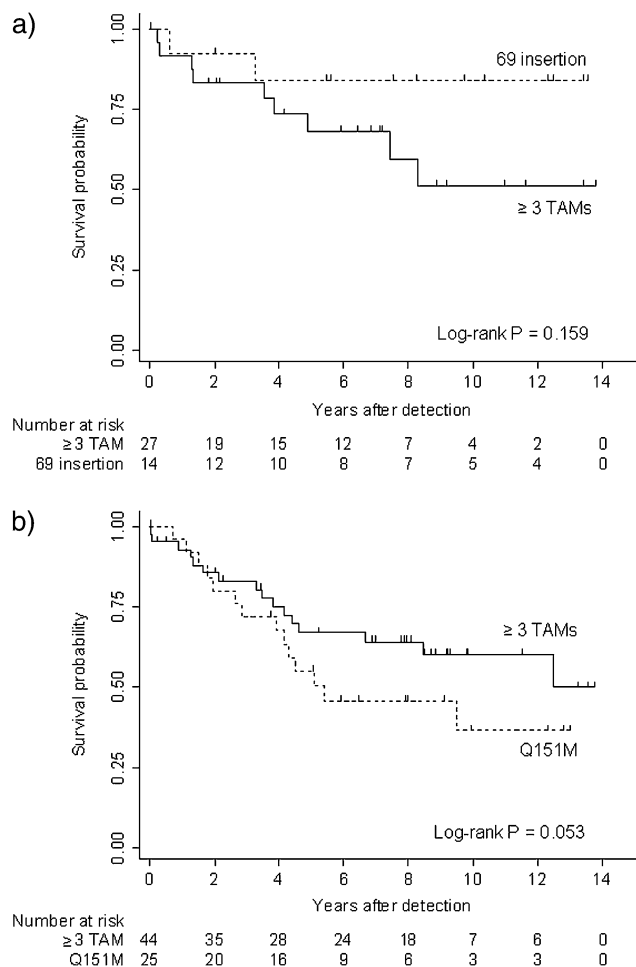 a)
1.00
0.75
0.50
0.25
0.00
Survival probability
69 insertion
≥ 3 TAMs
Log-rank P = 0.159
0 2 4 6 8 10 12 14
Years after detection
Number at risk
≥ 3 TAM 27 19 15 12 7 4 2 0
69 insertion 14 12 10 8 7 5 4 0
b)
1.00
0.75
0.50
0.25
0.00
Survival probability
≥ 3 TAMs
Q151M
Log-rank P = 0.053
0 2 4 6 8 10 12 14
Years after detection
Number at risk
≥ 3 TAM 44 35 28 24 18 7 6 0
Q151M 25 20 16 9 6 3 3 0